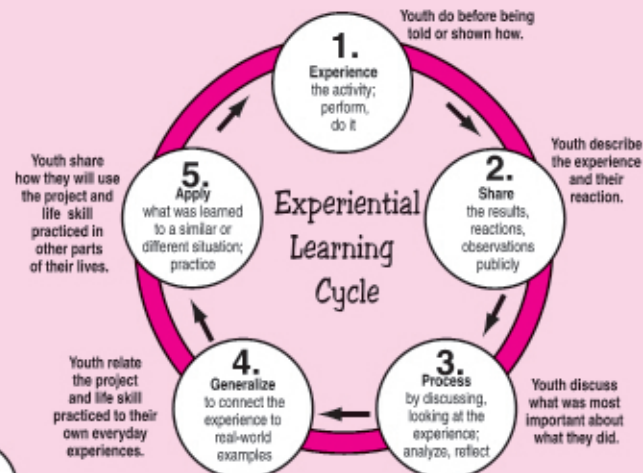 Youth do before being
told or shown how.
1.
Experience
the activity;
perform,
do it
Youth describe
the experience
and their
reaction.
2.
Share
the results,
reactions,
observations
publicly
Experiential
Learning
Cycle
3.
Process
by discussing,
looking at the
experience;
analyze, reflect
Youth discuss
what was most
important about
what they did.
4.
Generalize
to connect the
experience to
real-world
examples
Youth relate
the project
and life skill
practiced to their
own everyday
experiences.
5.
Apply
what was learned
to a similar or
different situation;
practice
Youth share
how they will use
the project and
life skill
practiced in
other parts
of their lives.